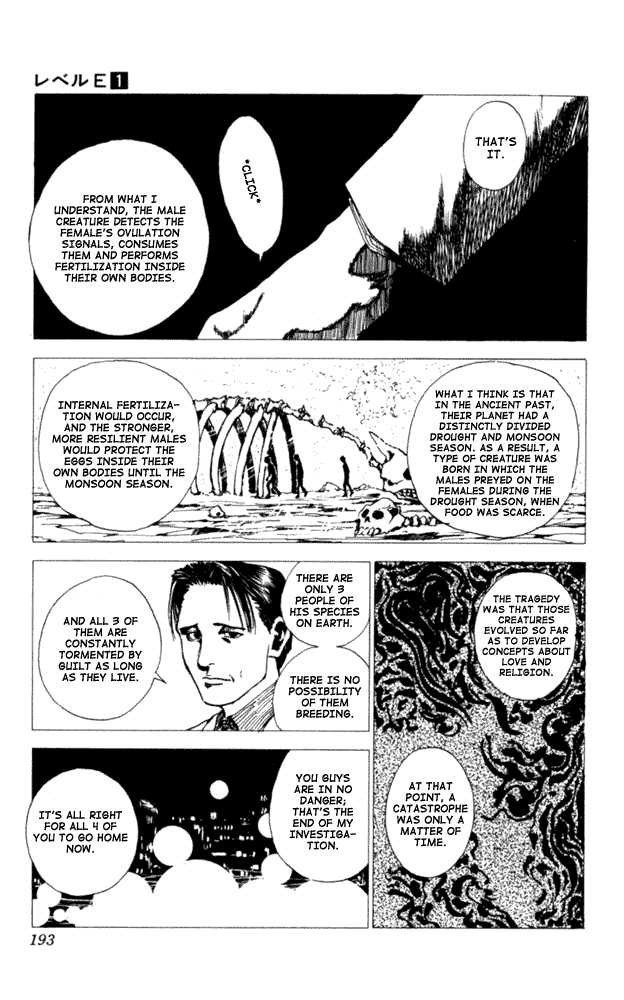 レベルE1
THAT'S
IT.
*CLICK*
FROM WHAT I
UNDERSTAND, THE MALE
CREATURE DETECTS THE
FEMALE'S OVULATION
SIGNALS, CONSUMES
THEM AND PERFORMS
FERTILIZATION INSIDE
THEIR OWN BODIES.
WHAT I THINK IS THAT
IN THE ANCIENT PAST,
THEIR PLANET HAD A
DISTINCTLY DIVIDED
DROUGHT AND MONSOON
SEASON. AS A RESULT, A
TYPE OF CREATURE WAS
BORN IN WHICH THE
MALES PREYED ON THE
FEMALES DURING THE
DROUGHT SEASON, WHEN
FOOD WAS SCARCE.
INTERNAL FERTILIZA-
TION WOULD OCCUR,
AND THE STRONGER,
MORE RESILIENT MALES
WOULD PROTECT THE
EGGS INSIDE THEIR
OWN BODIES UNTIL THE
MONSOON SEASON.
THE TRAGEDY
WAS THAT THOSE
CREATURES
EVOLVED SO FAR
AS TO DEVELOP
CONCEPTS ABOUT
LOVE AND
RELIGION.
AT THAT
POINT, A
CATASTROPHE
WAS ONLY A
MATTER OF
TIME.
THERE ARE
ONLY 3
PEOPLE OF
HIS SPECIES
ON EARTH.
THERE IS NO
POSSIBILITY
OF THEM
BREEDING.
AND ALL 3 OF
THEM ARE
CONSTANTLY
TORMENTED BY
GUILT AS LONG
AS THEY LIVE.
YOU GUYS
ARE IN NO
DANGER;
THAT'S THE
END OF MY
INVESTIGA-
TION.
IT'S ALL RIGHT
FOR ALL 4 OF
YOU TO GO HOME
NOW.
193